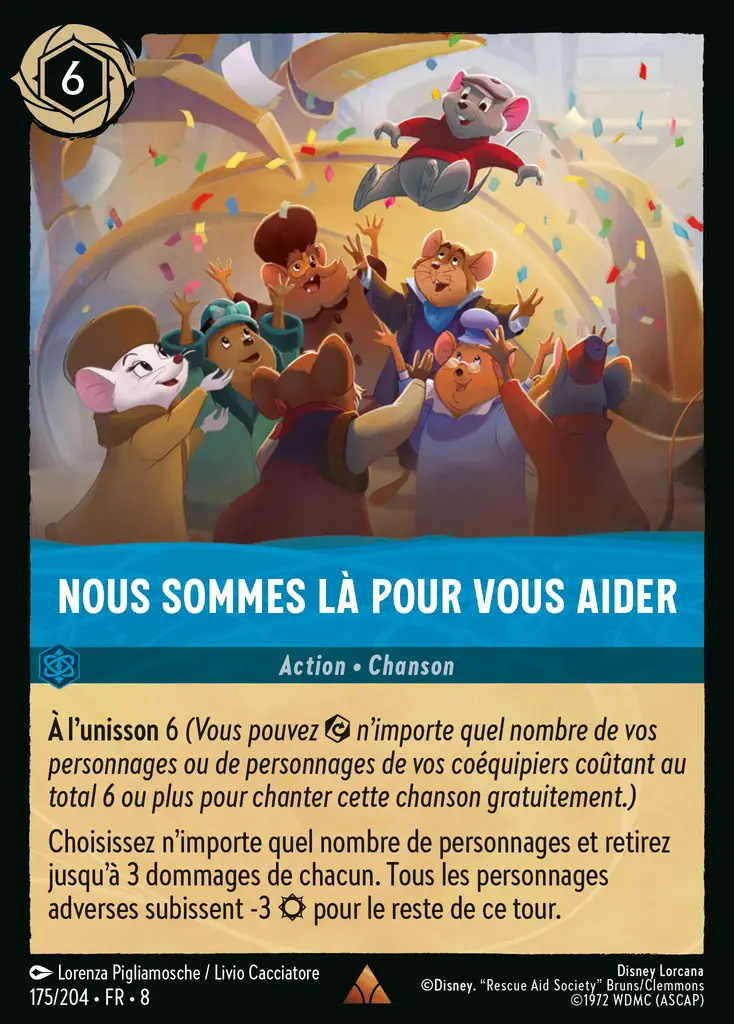 6
NOUS SOMMES LÀ POUR VOUS AIDER
Action • Chanson
À l'unisson 6 (Vous pouvez n'importe quel nombre de vos
personnages ou de personnages de vos coéquipiers coûtant au
total 6 ou plus pour chanter cette chanson gratuitement.)
Choisissez n'importe quel nombre de personnages et retirez
jusqu'à 3 dommages de chacun. Tous les personnages
adverses subissent -3 pour le reste de ce tour.
Lorenza Pigliamosche / Livio Cacciatore
175/204 • FR • 8
Disney Lorcana
©Disney. “Rescue Aid Society” Bruns/Clemmons
©1972 WDMC (ASCAP)